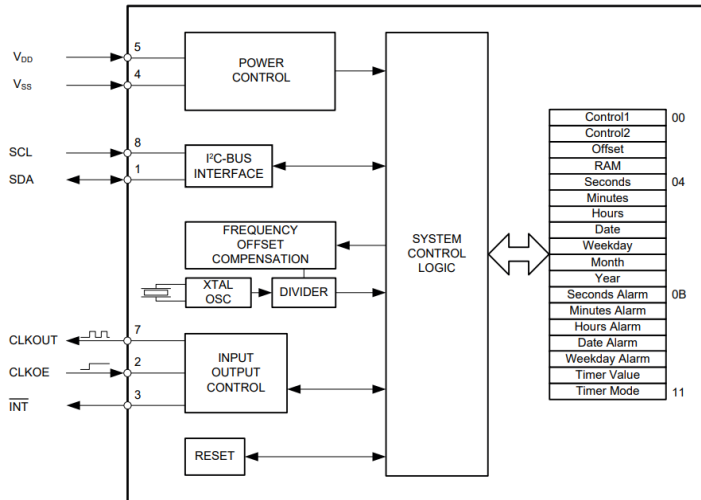 V_DD
5
V_SS
4
POWER
CONTROL
SCL
8
SDA
1
I²C-BUS
INTERFACE
FREQUENCY
OFFSET
COMPENSATION
XTAL
OSC
DIVIDER
CLKOUT
7
CLKOE
2
INT
3
INPUT
OUTPUT
CONTROL
RESET
SYSTEM
CONTROL
LOGIC
Control1 00
Control2
Offset
RAM
Seconds 04
Minutes
Hours
Date
Weekday
Month
Year
Seconds Alarm 0B
Minutes Alarm
Hours Alarm
Date Alarm
Weekday Alarm
Timer Value
Timer Mode 11